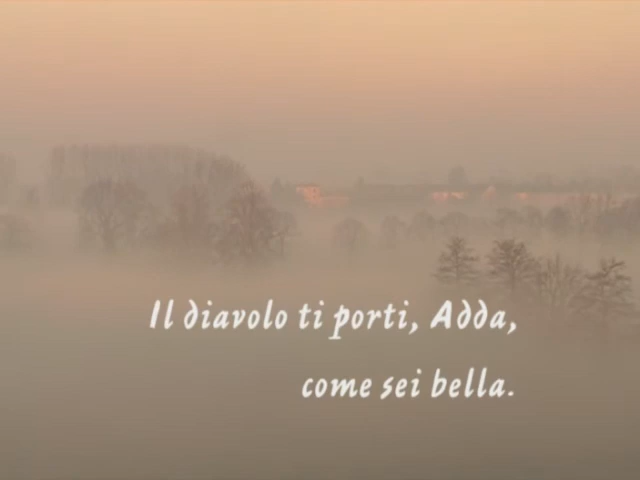 Il diavolo ti porti, Adda,
come sei bella.